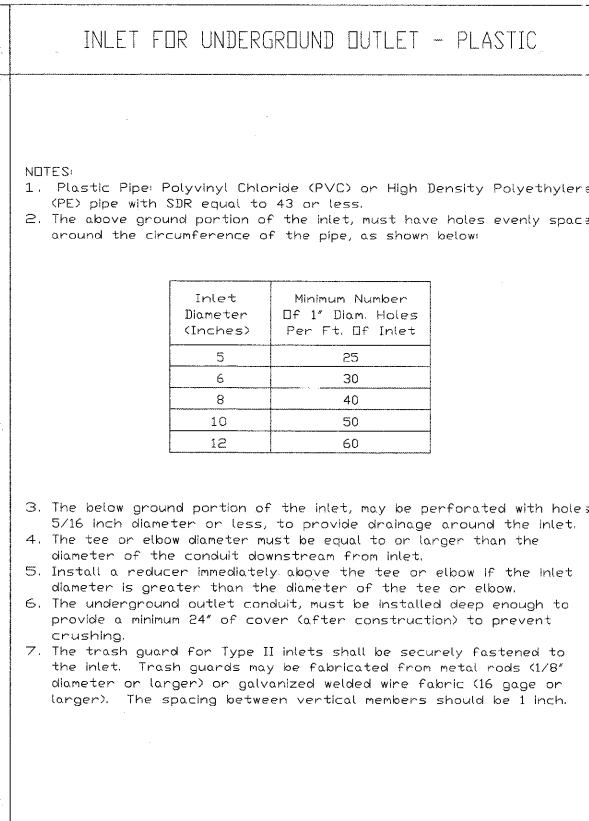 INLET FOR UNDERGROUND OUTLET - PLASTIC
NOTES:
1. Plastic Pipe: Polyvinyl Chloride (PVC) or High Density Polyethylene
(PE) pipe with SDR equal to 43 or less.
2. The above ground portion of the inlet, must have holes evenly space
around the circumference of the pipe, as shown below:
Inlet Diameter (Inches) Minimum Number Of 1" Diam. Holes Per Ft. Of Inlet
5 25
6 30
8 40
10 50
12 60
3. The below ground portion of the inlet, may be perforated with holes
5/16 inch diameter or less, to provide drainage around the inlet.
4. The tee or elbow diameter must be equal to or larger than the
diameter of the conduit downstream from inlet.
5. Install a reducer immediately above the tee or elbow if the inlet
diameter is greater than the diameter of the tee or elbow.
6. The underground outlet conduit, must be installed deep enough to
provide a minimum 24" of cover (after construction) to prevent
crushing.
7. The trash guard for Type II inlets shall be securely fastened to
the inlet. Trash guards may be fabricated from metal rods (1/8"
diameter or larger) or galvanized welded wire fabric (16 gage or
larger). The spacing between vertical members should be 1 inch.